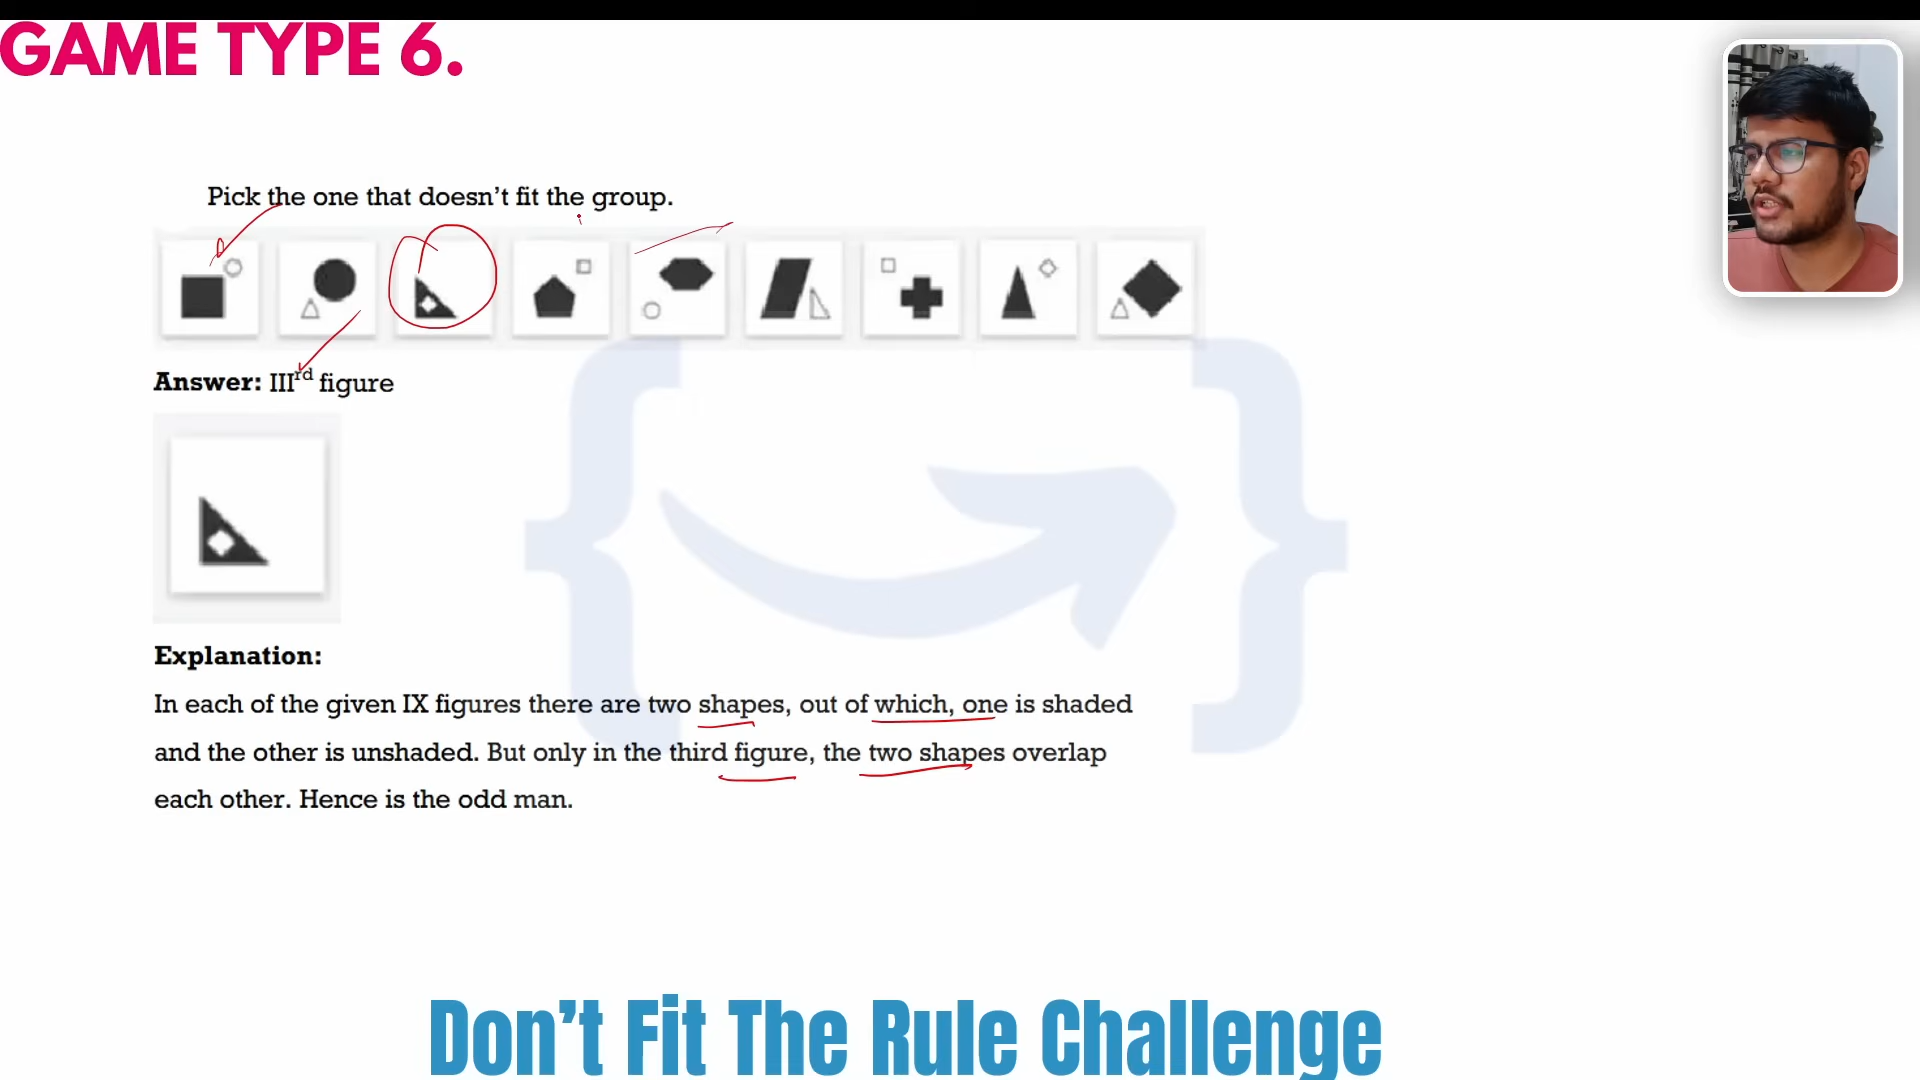 GAME TYPE 6.
Pick the one that doesn't fit the group.
Answer: IIIrd figure
Explanation:
In each of the given IX figures there are two shapes, out of which, one is shaded
and the other is unshaded. But only in the third figure, the two shapes overlap
each other. Hence is the odd man.
Don't Fit The Rule Challenge